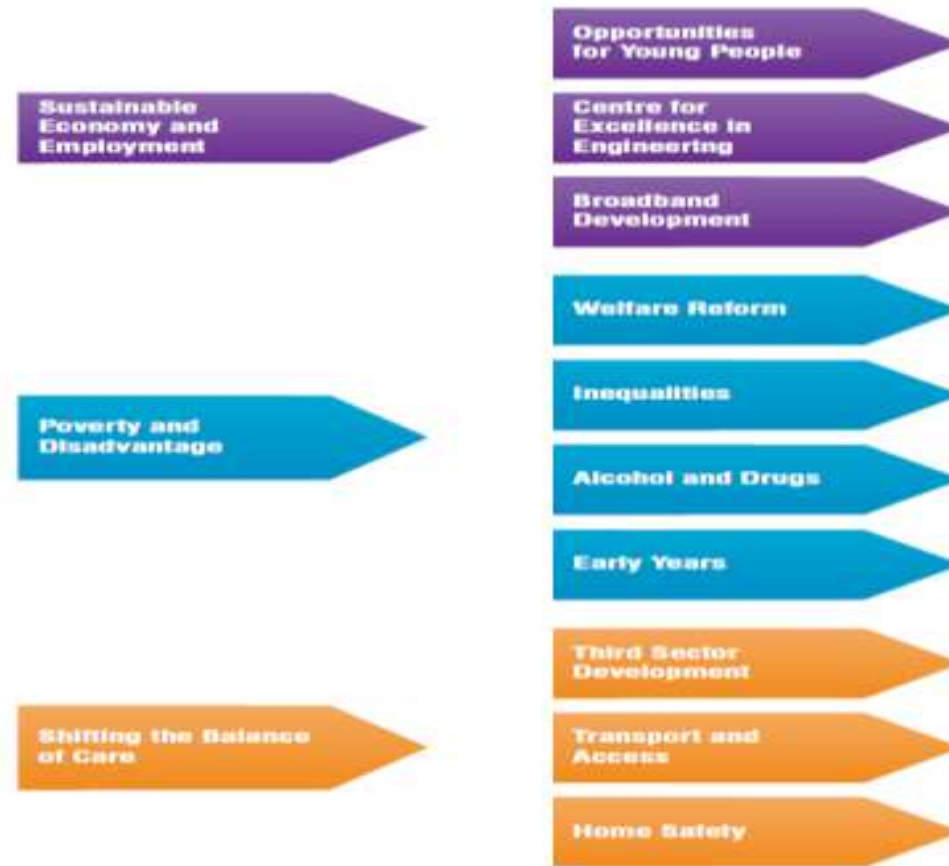 Sustainable
Economy and
Employment
Opportunities
for Young People
Centre for
Excellence in
Engineering
Broadband
Development
Poverty and
Disadvantage
Welfare Reform
Inequalities
Alcohol and Drugs
Early Years
Shifting the Balance
of Care
Third Sector
Development
Transport and
Access
Home Safety